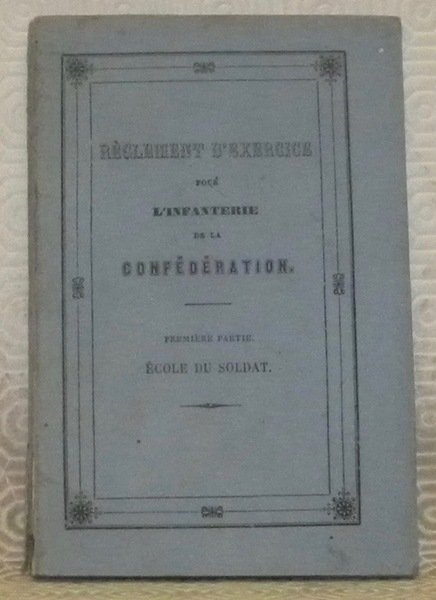 RÈGLEMENT D'EXERCICE
POUR
L'INFANTERIE
DE LA
CONFÉDÉRATION.
PREMIÈRE PARTIE.
ÉCOLE DU SOLDAT.